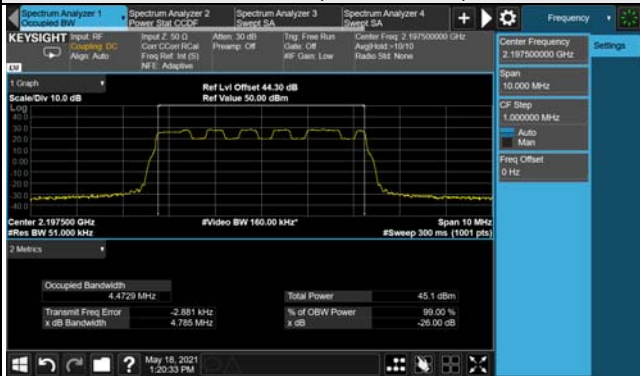 Spectrum Analyzer 1
Occupied BW
Spectrum Analyzer 2
Power Stat CCDF
Spectrum Analyzer 3
Swept SA
Spectrum Analyzer 4
Swept SA
+
Frequency
KEYSIGHT
Input: RF
Coupling: DC
Align: Auto
Input Z: 50 Ω
Corr CCorr RCal
Freq Ref: Int (S)
NFE: Adaptive
Atten: 30 dB
Preamp: Off
Trig: Free Run
Gate: Off
#IF Gain: Low
Center Freq: 2.197500000 GHz
Avg|Hold:>10/10
Radio Std: None
LXI
1 Graph
Scale/Div 10.0 dB
Ref Lvl Offset 44.30 dB
Ref Value 50.00 dBm
Log
40.0
30.0
20.0
10.0
0.00
-10.0
-20.0
-30.0
-40.0
Center 2.197500 GHz
#Res BW 51.000 kHz
#Video BW 160.00 kHz*
Span 10 MHz
#Sweep 300 ms (1001 pts)
2 Metrics
Occupied Bandwidth
4.4729 MHz
Transmit Freq Error -2.881 kHz
x dB Bandwidth 4.785 MHz
Total Power 45.1 dBm
% of OBW Power 99.00 %
x dB -26.00 dB
Center Frequency
2.197500000 GHz
Settings
Span
10.000 MHz
CF Step
1.000000 MHz
Auto
Man
Freq Offset
0 Hz
?
May 18, 2021
1:20:33 PM